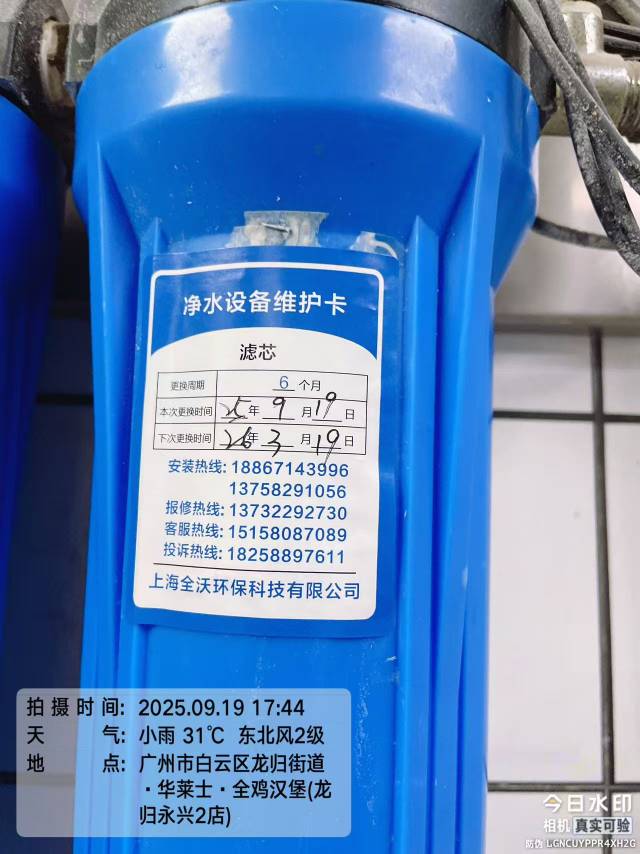 净水设备维护卡
滤芯
更换周期 6 个月
本次更换时间 25 年 9 月 19 日
下次更换时间 26 年 3 月 19 日
安装热线: 18867143996
13758291056
报修热线: 13732292730
客服热线: 15158087089
投诉热线: 18258897611
上海全沃环保科技有限公司
拍摄时间: 2025.09.19 17:44
天气: 小雨 31℃ 东北风2级
地点: 广州市白云区龙归街道
·华莱士·全鸡汉堡(龙
归永兴2店)
今日水印
相机 真实可验
防伪 LGNCUYPPR4XH2G